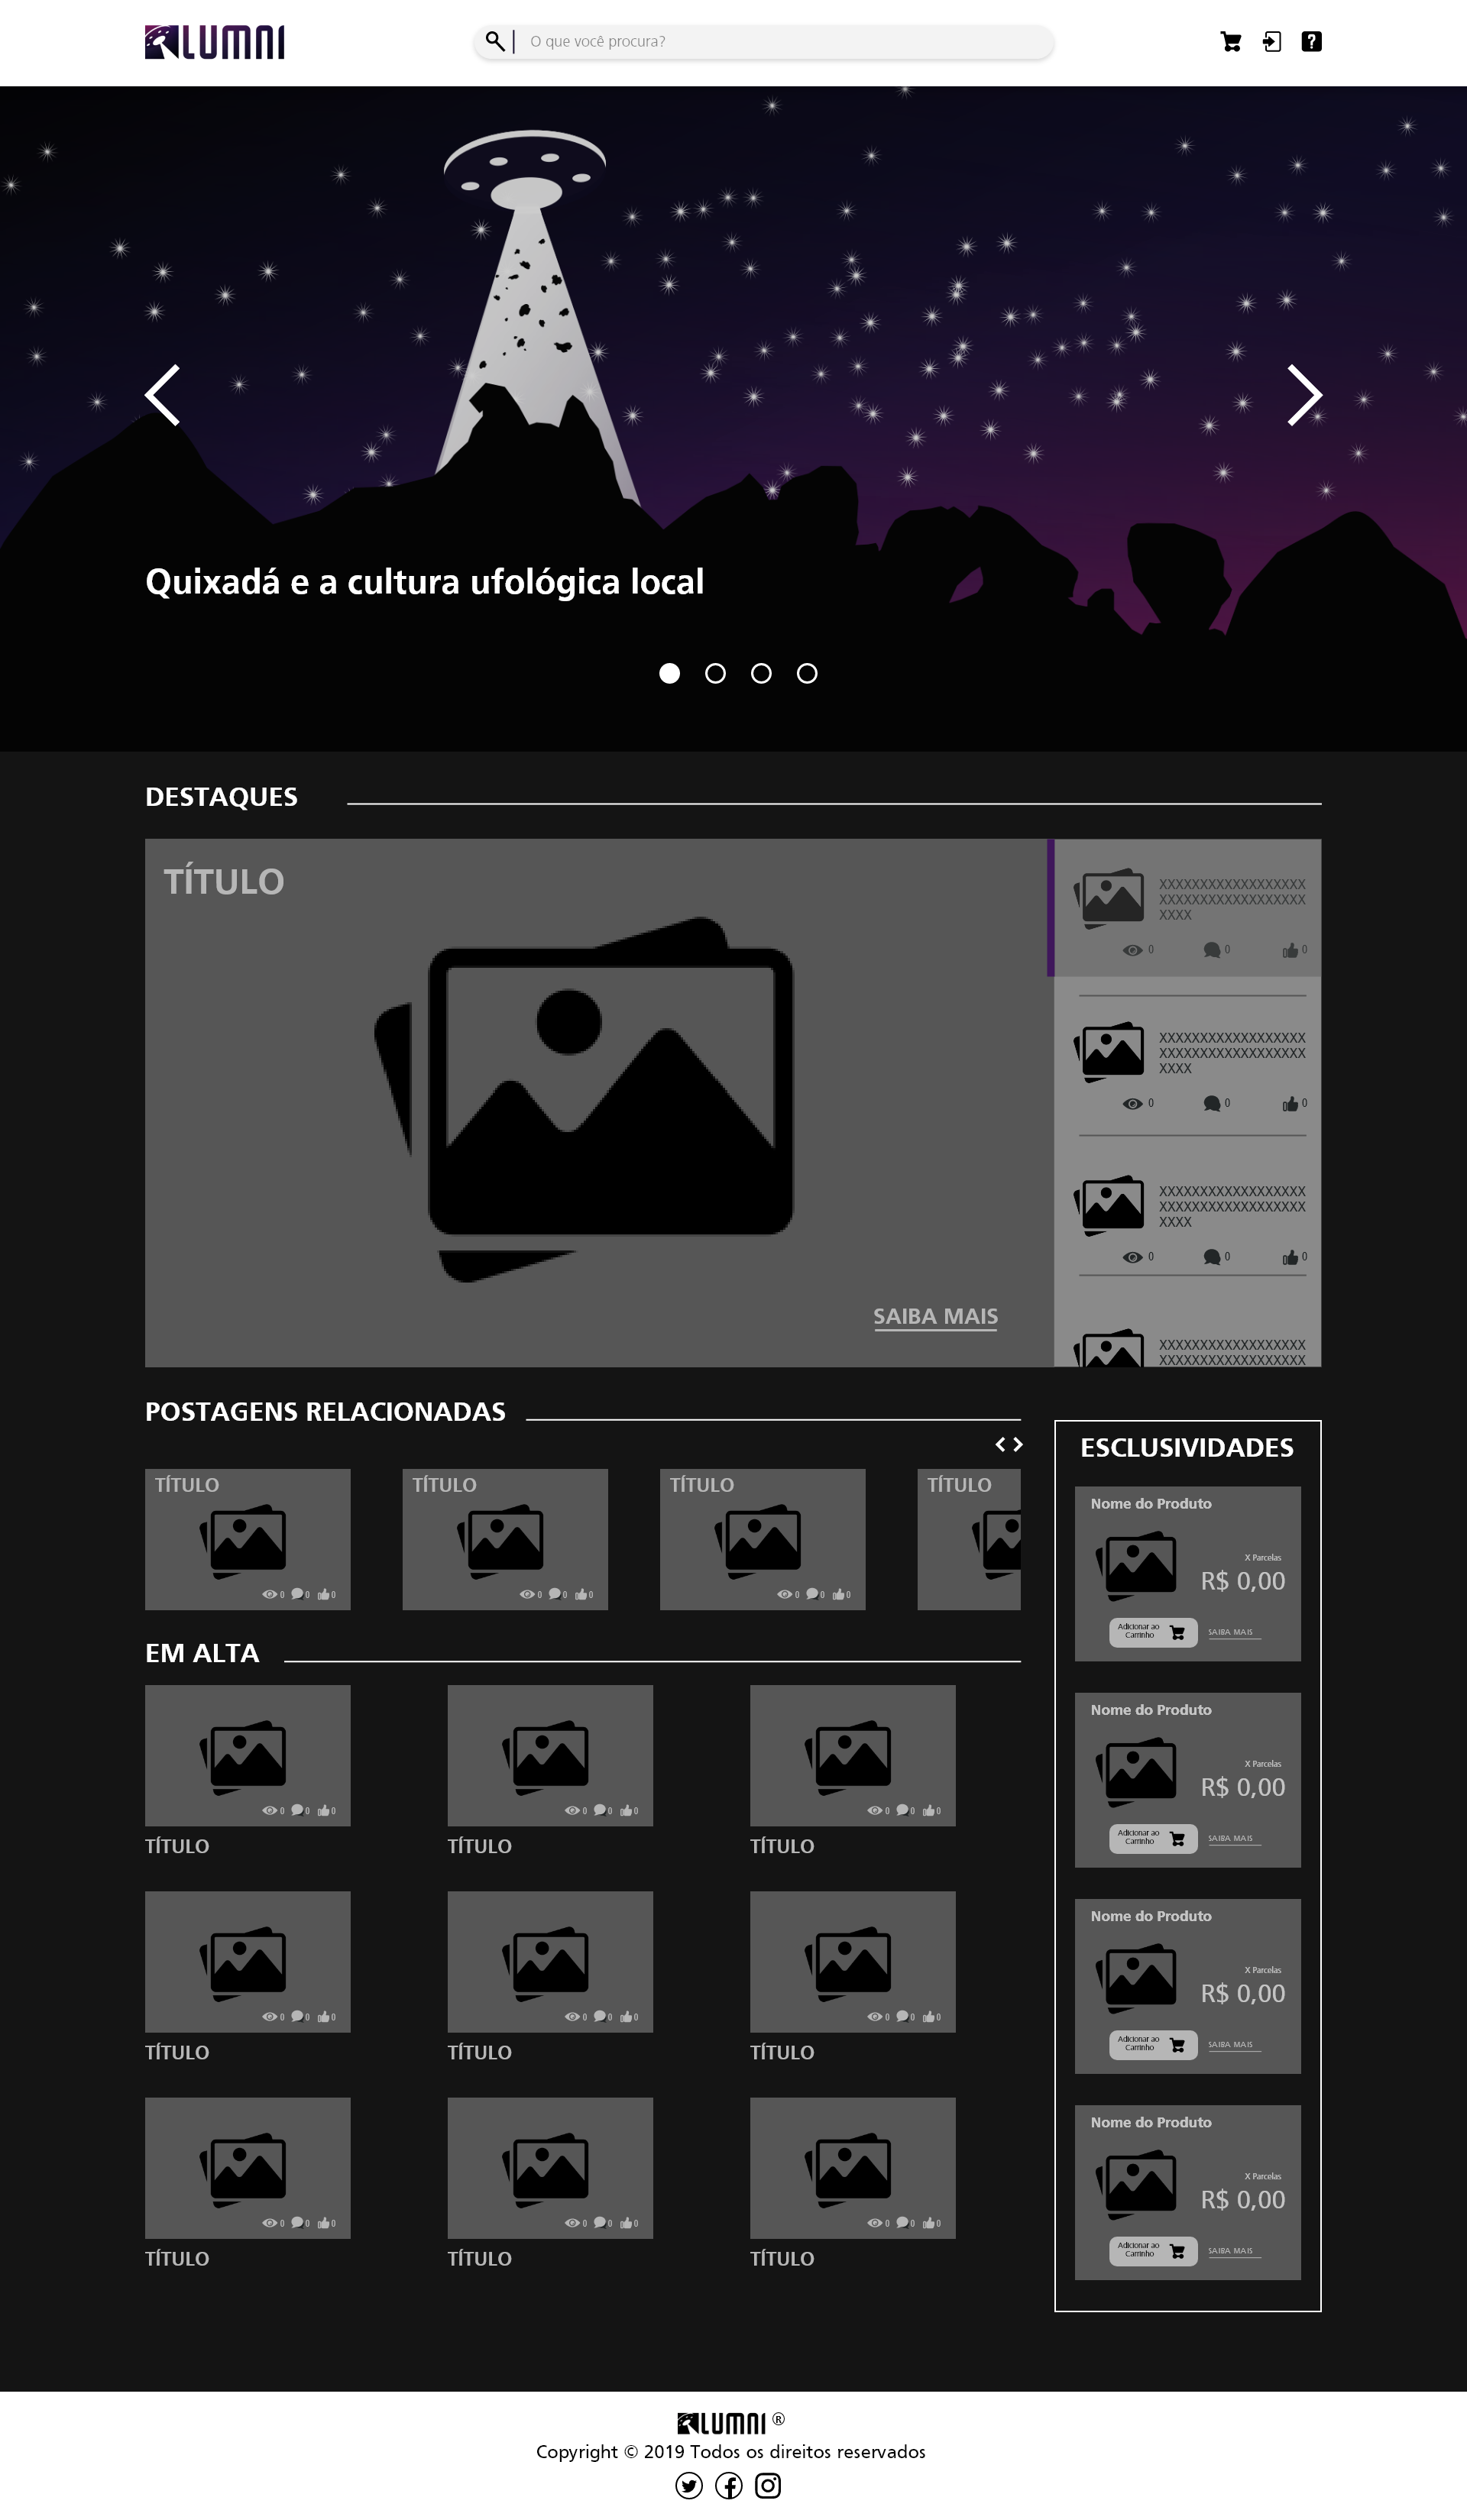 ALUMNI
O que você procura?
Quixadá e a cultura ufológica local
DESTAQUES
TÍTULO
SAIBA MAIS
XXXXXXXXXXXXXXXXXX
XXXXXXXXXXXXXXXXXX
XXXX
0 0 0
XXXXXXXXXXXXXXXXXX
XXXXXXXXXXXXXXXXXX
XXXX
0 0 0
XXXXXXXXXXXXXXXXXX
XXXXXXXXXXXXXXXXXX
XXXX
0 0 0
XXXXXXXXXXXXXXXXXX
XXXXXXXXXXXXXXXXXX
POSTAGENS RELACIONADAS
TÍTULO
0 0 0
TÍTULO
0 0 0
TÍTULO
0 0 0
TÍTULO
EM ALTA
0 0 0
TÍTULO
0 0 0
TÍTULO
0 0 0
TÍTULO
0 0 0
TÍTULO
0 0 0
TÍTULO
0 0 0
TÍTULO
0 0 0
TÍTULO
0 0 0
TÍTULO
0 0 0
TÍTULO
ESCLUSIVIDADES
Nome do Produto
X Parcelas
R$ 0,00
Adicionar ao
Carrinho
SAIBA MAIS
Nome do Produto
X Parcelas
R$ 0,00
Adicionar ao
Carrinho
SAIBA MAIS
Nome do Produto
X Parcelas
R$ 0,00
Adicionar ao
Carrinho
SAIBA MAIS
Nome do Produto
X Parcelas
R$ 0,00
Adicionar ao
Carrinho
SAIBA MAIS
ALUMNI ®
Copyright © 2019 Todos os direitos reservados